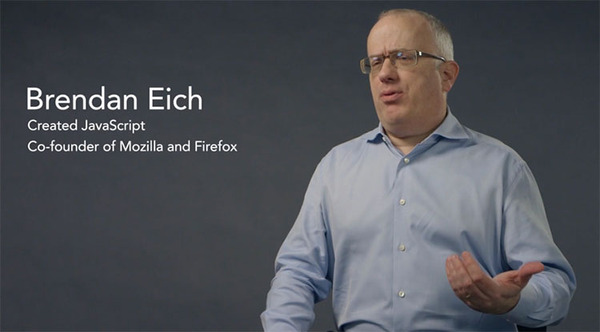 Brendan Eich
Created JavaScript
Co-founder of Mozilla and Firefox